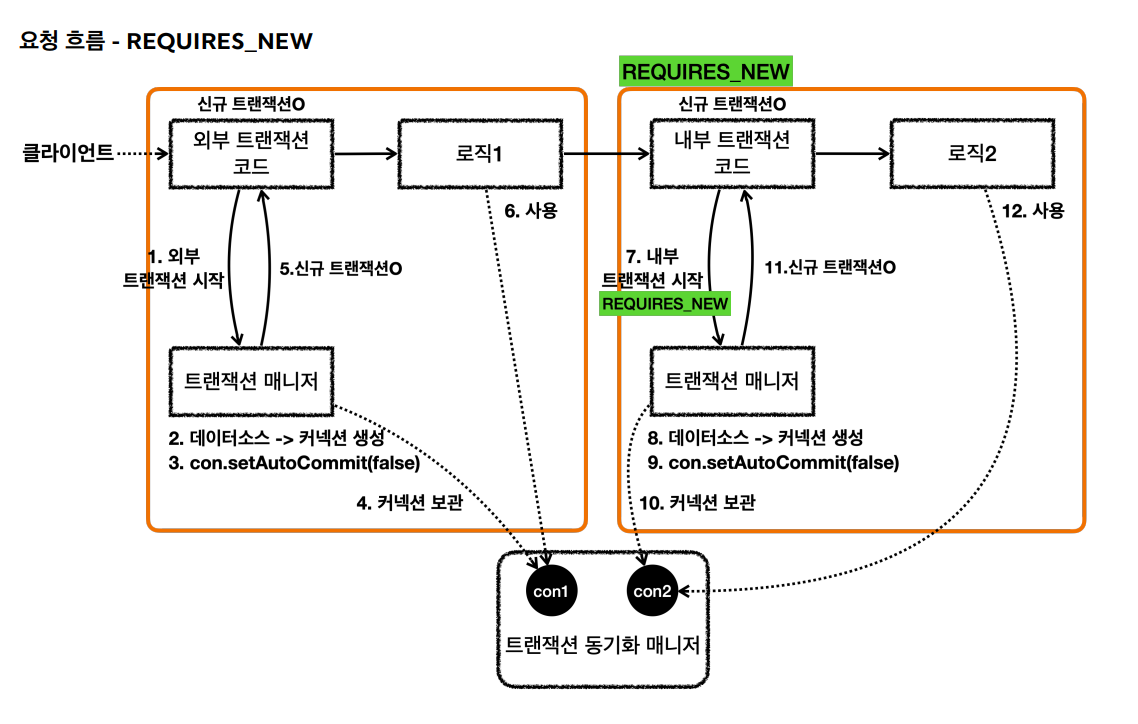 요청 흐름 - REQUIRES_NEW
REQUIRES_NEW
신규 트랜잭션O
신규 트랜잭션O
클라이언트
외부 트랜잭션
코드
로직1
내부 트랜잭션
코드
로직2
6. 사용
12. 사용
1. 외부
트랜잭션 시작
5.신규 트랜잭션O
7. 내부
트랜잭션 시작
REQUIRES_NEW
11.신규 트랜잭션O
트랜잭션 매니저
트랜잭션 매니저
2. 데이터소스 -> 커넥션 생성
3. con.setAutoCommit(false)
4. 커넥션 보관
8. 데이터소스 -> 커넥션 생성
9. con.setAutoCommit(false)
10. 커넥션 보관
con1
con2
트랜잭션 동기화 매니저